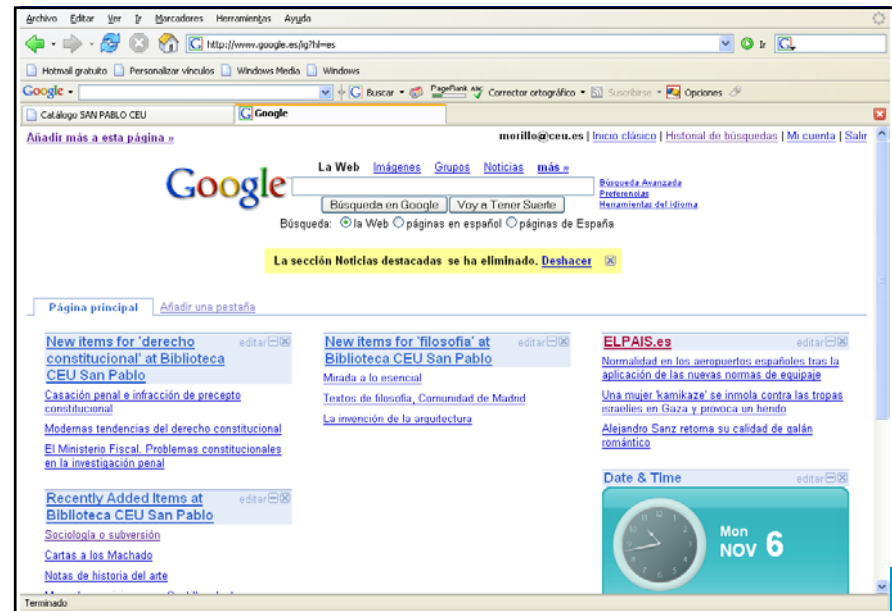 Archivo Editar Ver Ir Marcadores Herramientas Ayuda
http://www.google.es/ig?hl=es
Ir
Hotmail gratuito Personalizar vínculos Windows Media Windows
Google Buscar PageRank Corrector ortográfico Suscribirse Opciones
Catálogo SAN PABLO CEU Google
Añadir más a esta página » morillo@ceu.es | Inicio clásico | Historial de búsquedas | Mi cuenta | Salir
La Web Imágenes Grupos Noticias más »
Google
Búsqueda Avanzada
Preferencias
Herramientas del idioma
Búsqueda en Google Voy a Tener Suerte
Búsqueda: la Web páginas en español páginas de España
La sección Noticias destacadas se ha eliminado. Deshacer
Página principal Añadir una pestaña
New items for 'derecho editar
constitucional' at Biblioteca
CEU San Pablo
Casación penal e infracción de precepto
constitucional
Modernas tendencias del derecho constitucional
El Ministerio Fiscal. Problemas constitucionales
en la investigación penal
Recently Added Items at editar
Biblioteca CEU San Pablo
Sociología o subversión
Cartas a los Machado
Notas de historia del arte
New items for 'filosofia' at editar
Biblioteca CEU San Pablo
Mirada a lo esencial
Textos de filosofía, Comunidad de Madrid
La invención de la arquitectura
ELPAIS.es editar
Normalidad en los aeropuertos españoles tras la
aplicación de las nuevas normas de equipaje
Una mujer 'kamikaze' se inmola contra las tropas
israelíes en Gaza y provoca un herido
Alejandro Sanz retoma su calidad de galán
romántico
Date & Time editar
Mon
NOV 6
Terminado